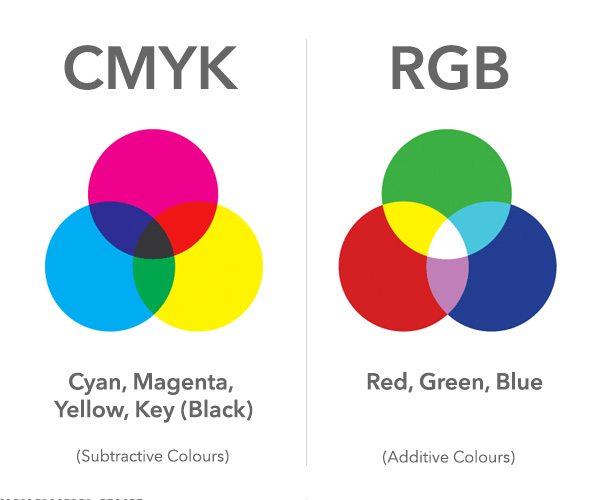 CMYK
Cyan, Magenta,
Yellow, Key (Black)
(Subtractive Colours)
RGB
Red, Green, Blue
(Additive Colours)